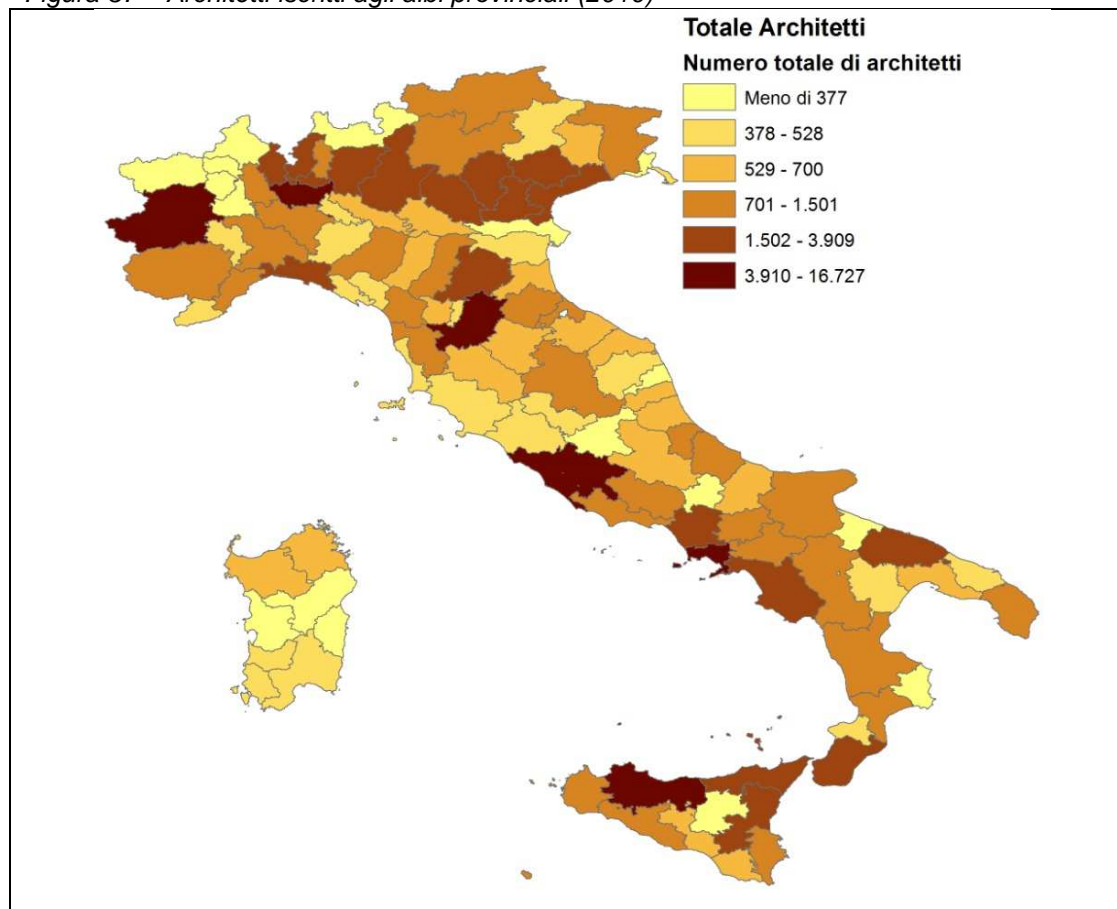 Totale Architetti
Numero totale di architetti
Meno di 377
378 - 528
529 - 700
701 - 1.501
1.502 - 3.909
3.910 - 16.727